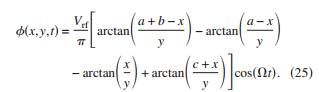 ϕ(x,y,t) = V_rf/π [ arctan( (a + b − x)/y ) − arctan( (a − x)/y )
− arctan( x/y ) + arctan( (c + x)/y ) ] cos(Ωt). (25)